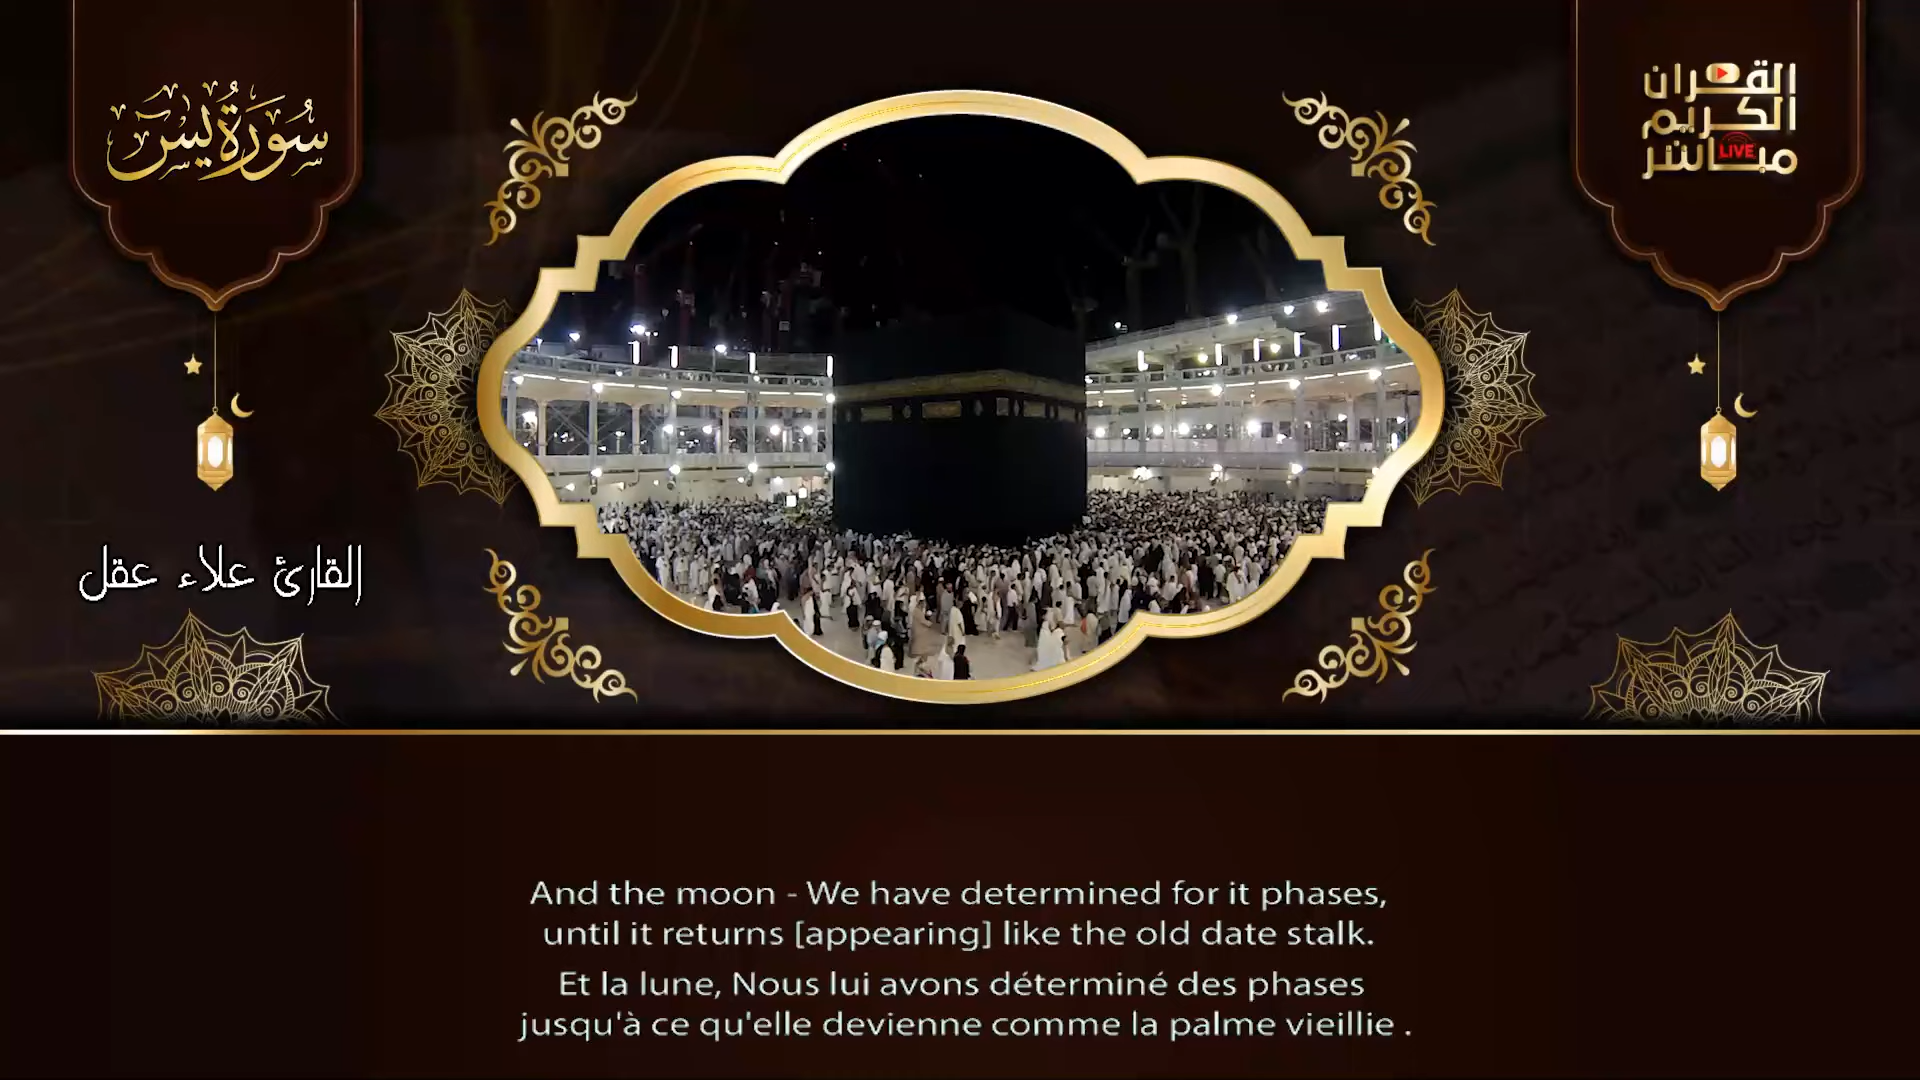 سُورَةُ يسٓ
القرآن
الكريم
مباشر
LIVE
القارئ علاء عقل
And the moon - We have determined for it phases,
until it returns [appearing] like the old date stalk.
Et la lune, Nous lui avons déterminé des phases
jusqu'à ce qu'elle devienne comme la palme vieillie .